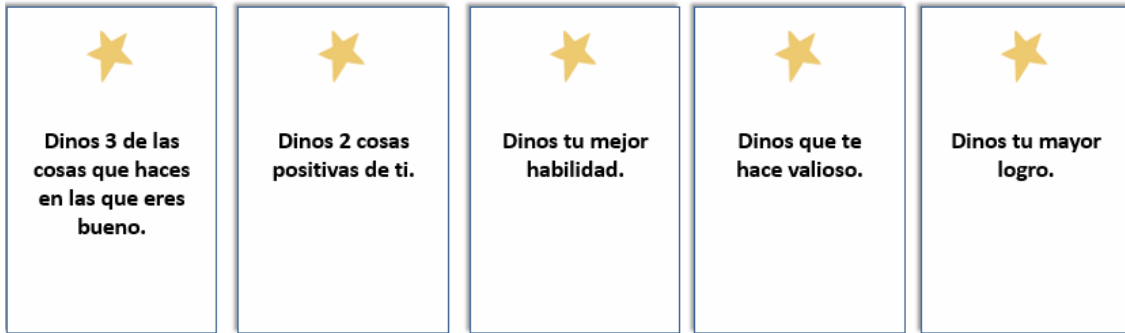 Dinos 3 de las
cosas que haces
en las que eres
bueno.
Dinos 2 cosas
positivas de ti.
Dinos tu mejor
habilidad.
Dinos que te
hace valioso.
Dinos tu mayor
logro.